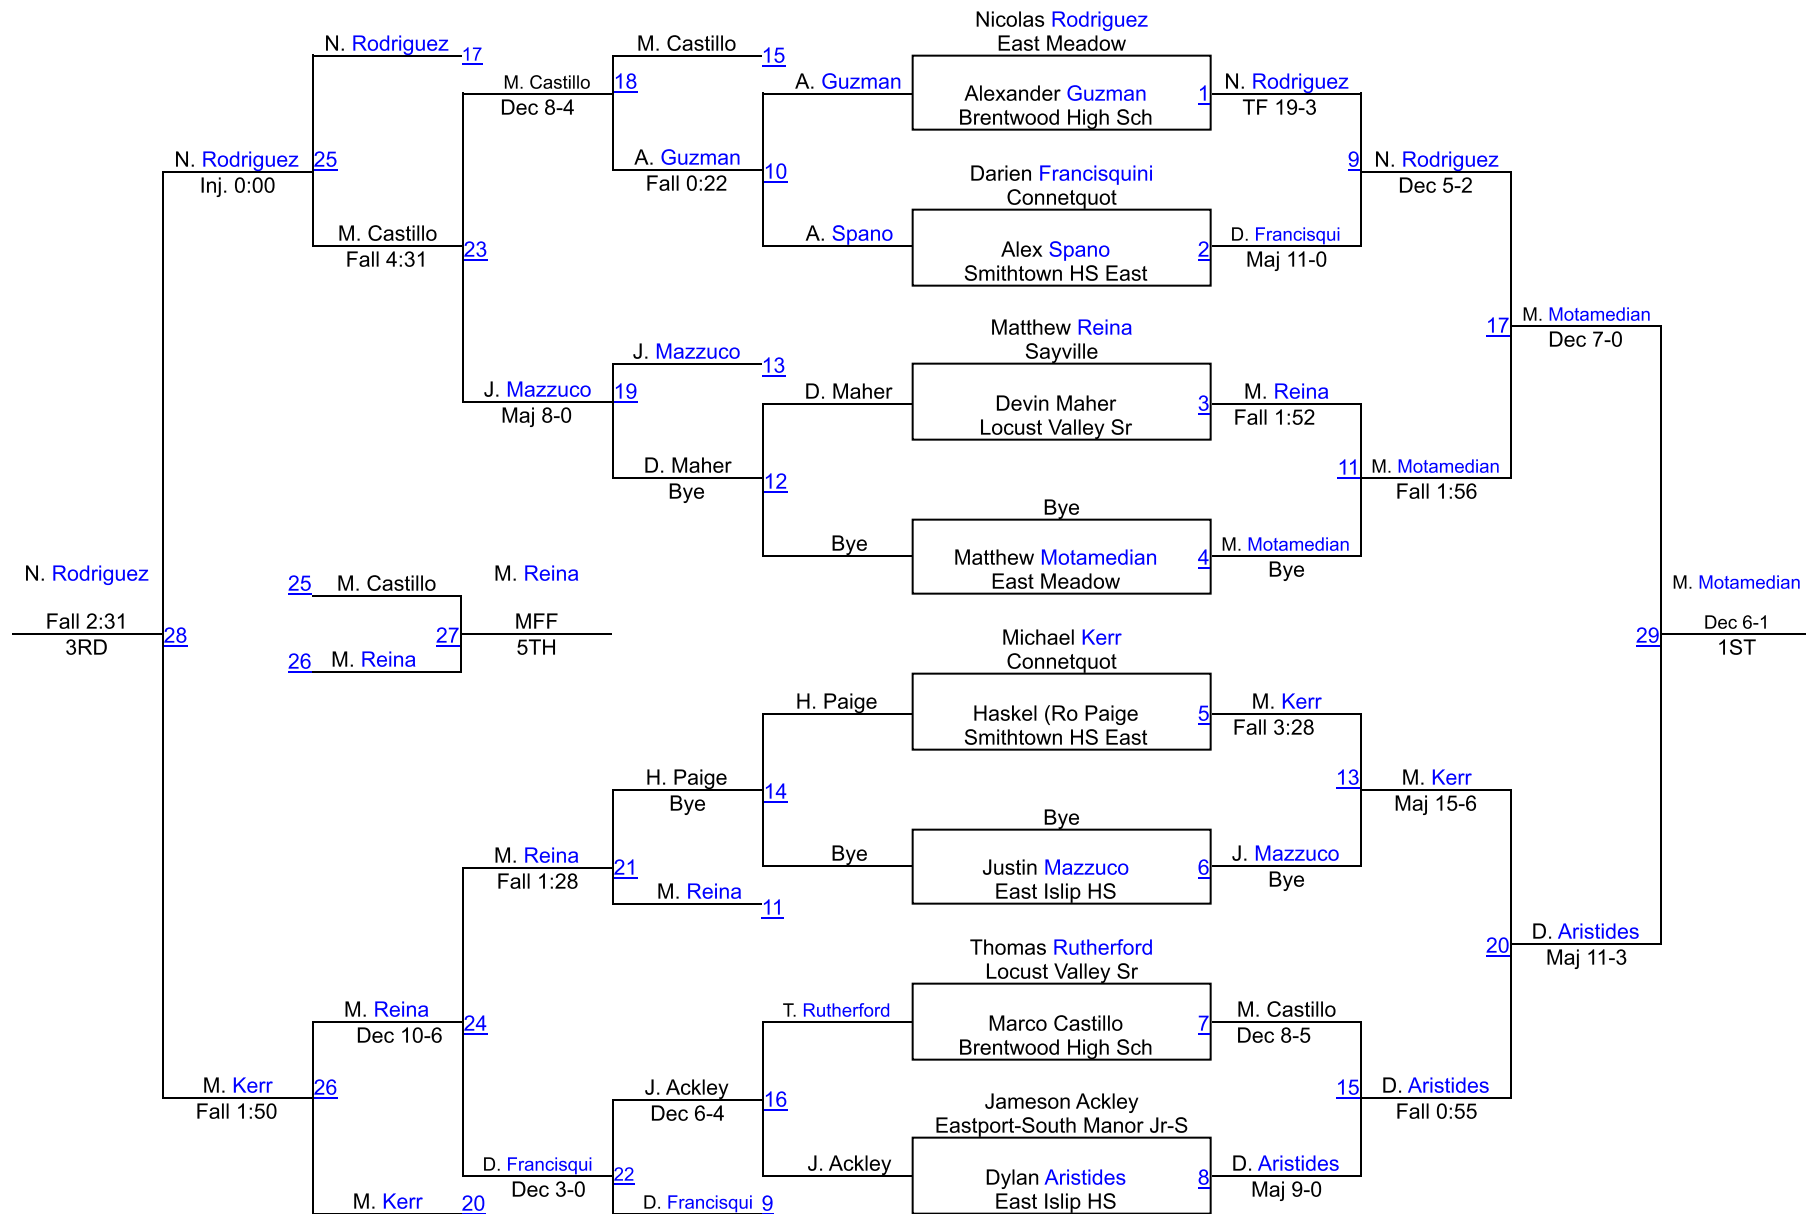 Nicolas Rodriguez
East Meadow
N. Rodriguez
17
M. Castillo
15
M. Castillo
18
Dec 8-4
A. Guzman
Alexander Guzman
1
Brentwood High Sch
N. Rodriguez
TF 19-3
N. Rodriguez
25
Inj. 0:00
A. Guzman
10
Fall 0:22
Darien Francisquini
Connetquot
9
N. Rodriguez
Dec 5-2
M. Castillo
23
Fall 4:31
A. Spano
Alex Spano
2
Smithtown HS East
D. Francisqui
Maj 11-0
Matthew Reina
Sayville
17
M. Motamedian
Dec 7-0
J. Mazzuco
13
J. Mazzuco
19
Maj 8-0
D. Maher
Devin Maher
3
Locust Valley Sr
M. Reina
Fall 1:52
D. Maher
12
Bye
11
M. Motamedian
Fall 1:56
Bye
Bye
Matthew Motamedian
4
East Meadow
M. Motamedian
Bye
N. Rodriguez
Fall 2:31
28
3RD
25
M. Castillo
M. Reina
27
MFF
5TH
26
M. Reina
M. Motamedian
29
Dec 6-1
1ST
Michael Kerr
Connetquot
H. Paige
Haskel (Ro Paige
5
Smithtown HS East
M. Kerr
Fall 3:28
H. Paige
14
Bye
13
M. Kerr
Maj 15-6
Bye
Bye
Justin Mazzuco
6
East Islip HS
J. Mazzuco
Bye
M. Reina
21
Fall 1:28
M. Reina
11
Thomas Rutherford
Locust Valley Sr
20
D. Aristides
Maj 11-3
M. Reina
24
Dec 10-6
T. Rutherford
Marco Castillo
7
Brentwood High Sch
M. Castillo
Dec 8-5
M. Kerr
26
Fall 1:50
J. Ackley
16
Dec 6-4
Jameson Ackley
Eastport-South Manor Jr-S
15
D. Aristides
Fall 0:55
D. Francisqui
22
Dec 3-0
J. Ackley
Dylan Aristides
8
East Islip HS
D. Aristides
Maj 9-0
M. Kerr
20
D. Francisqui
9